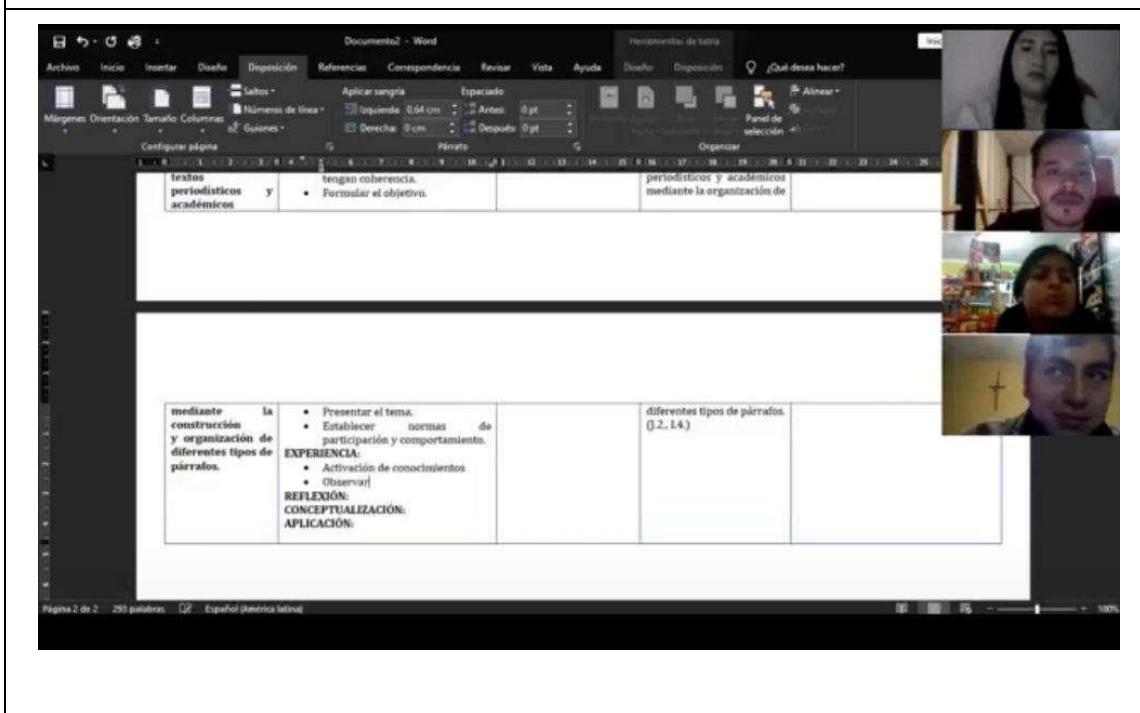 Documento2 - Word
Herramientas de tabla
Archivo Inicio Insertar Diseño Disposición Referencias Correspondencia Revisar Vista Ayuda Diseño Disposición ¿Qué desea hacer?
Márgenes Orientación Tamaño Columnas
Saltos
Números de línea
Guiones
Configurar página
Aplicar sangría
Izquierda: 0,64 cm
Derecha: 0 cm
Espaciado
Antes: 0 pt
Después: 0 pt
Párrafo
Panel de selección
Alinear
Organizar
textos
periodísticos y
académicos
tengan coherencia.
• Formular el objetivo.
periodísticos y académicos
mediante la organización de
mediante la
construcción
y organización de
diferentes tipos de
párrafos.
• Presentar el tema.
• Establecer normas de
participación y comportamiento.
EXPERIENCIA:
• Activación de conocimientos
• Observar
REFLEXIÓN:
CONCEPTUALIZACIÓN:
APLICACIÓN:
diferentes tipos de párrafos.
(J.2., I.4.)
Página 2 de 2 293 palabras Español (América latina)
100%